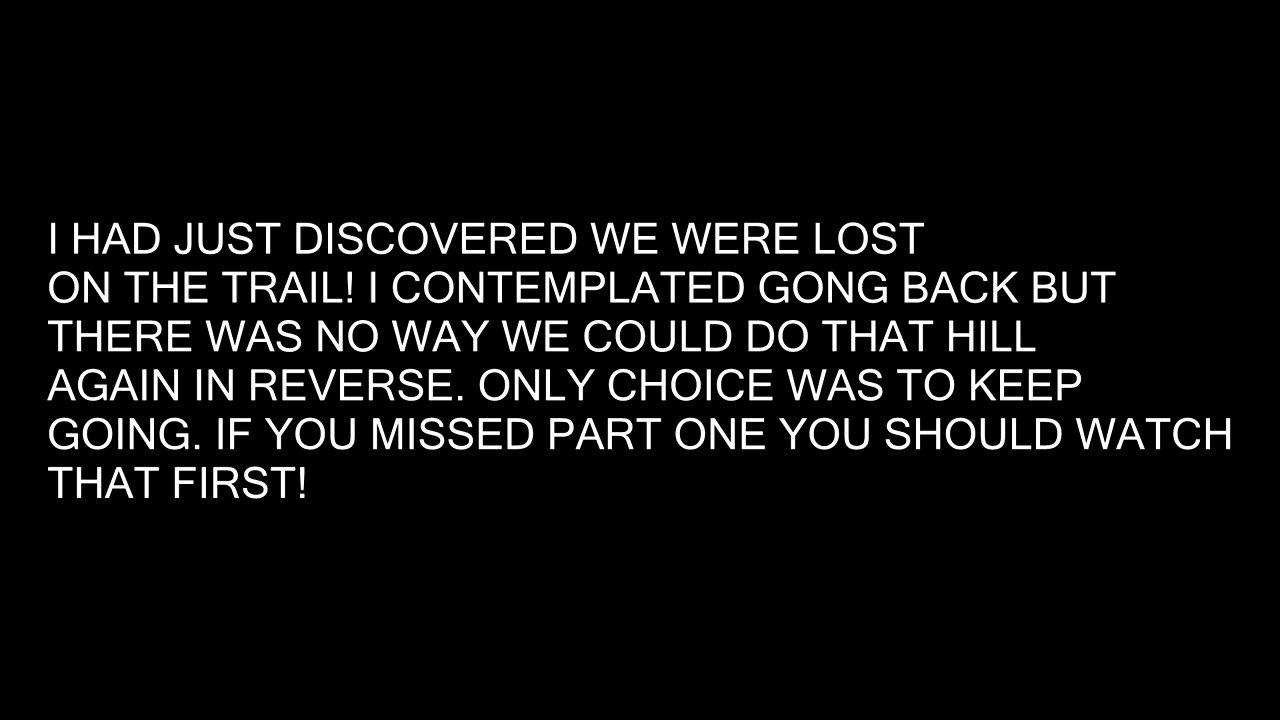 I HAD JUST DISCOVERED WE WERE LOST
ON THE TRAIL! I CONTEMPLATED GONG BACK BUT
THERE WAS NO WAY WE COULD DO THAT HILL
AGAIN IN REVERSE. ONLY CHOICE WAS TO KEEP
GOING. IF YOU MISSED PART ONE YOU SHOULD WATCH
THAT FIRST!